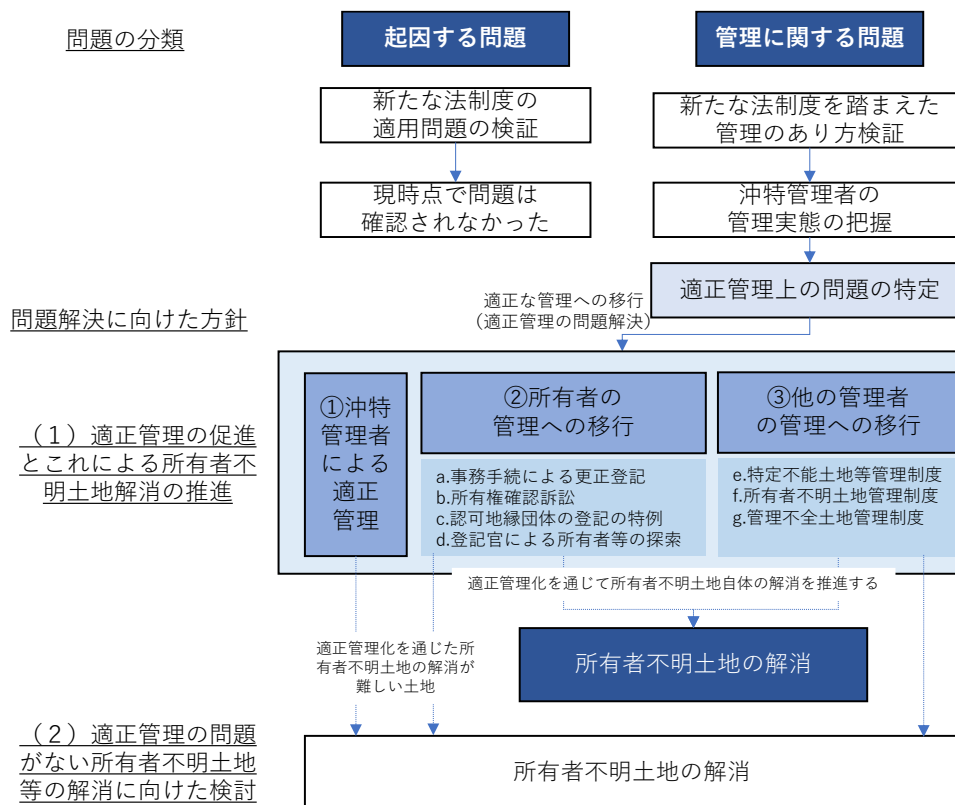 問題の分類
起因する問題
管理に関する問題
新たな法制度の
適用問題の検証
新たな法制度を踏まえた
管理のあり方検証
現時点で問題は
確認されなかった
沖特管理者の
管理実態の把握
適正管理上の問題の特定
適正な管理への移行
（適正管理の問題解決）
問題解決に向けた方針
（１）適正管理の促進
とこれによる所有者不
明土地解消の推進
①沖特
管理者
による
適正
管理
②所有者の
管理への移行
a.事務手続による更正登記
b.所有権確認訴訟
c.認可地縁団体の登記の特例
d.登記官による所有者等の探索
③他の管理者
の管理への移行
e.特定不能土地等管理制度
f.所有者不明土地管理制度
g.管理不全土地管理制度
適正管理化を通じて所有者不明土地自体の解消を推進する
適正管理化を通じた所
有者不明土地の解消が
難しい土地
所有者不明土地の解消
（２）適正管理の問題
がない所有者不明土地
等の解消に向けた検討
所有者不明土地の解消